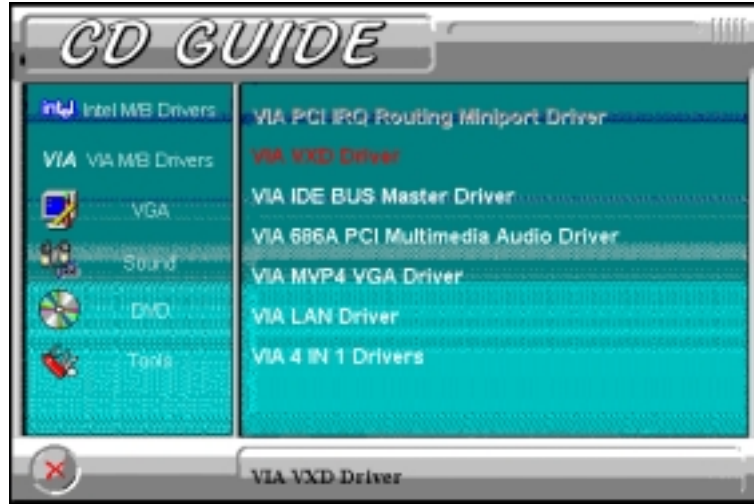 CD GUIDE
intel Intel M/B Drivers
VIA VIA M/B Drivers
VGA
Sound
DVD
Tools
VIA PCI IRQ Routing Miniport Driver
VIA VXD Driver
VIA IDE BUS Master Driver
VIA 686A PCI Multimedia Audio Driver
VIA MVP4 VGA Driver
VIA LAN Driver
VIA 4 IN 1 Drivers
VIA VXD Driver